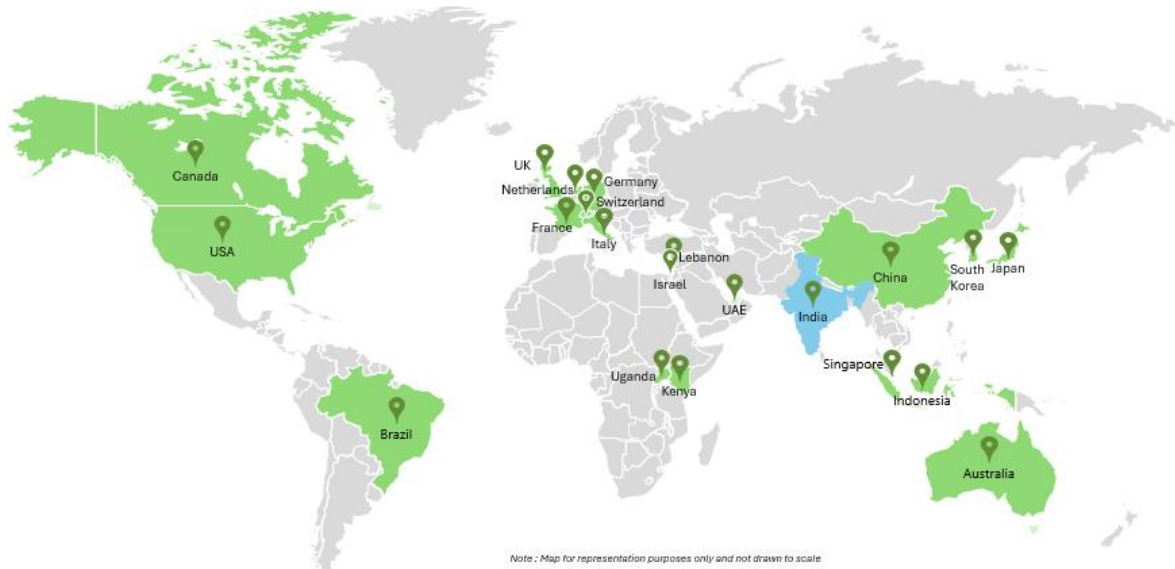 Canada
USA
Brazil
UK
Netherlands
Germany
Switzerland
France
Italy
Lebanon
Israel
UAE
Uganda
Kenya
India
China
South
Korea
Japan
Singapore
Indonesia
Australia
Note : Map for representation purposes only and not drawn to scale